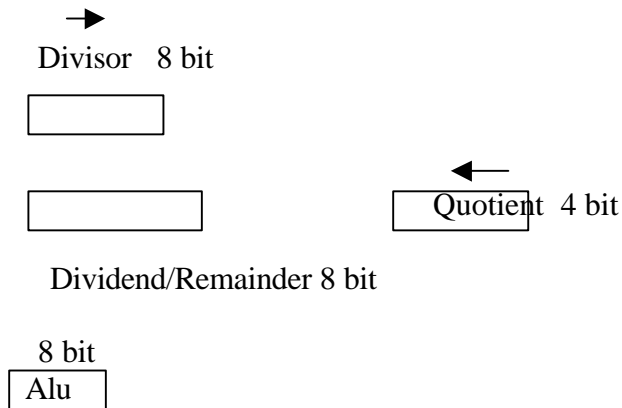 Divisor 8 bit
Quotient 4 bit
Dividend/Remainder 8 bit
8 bit
Alu